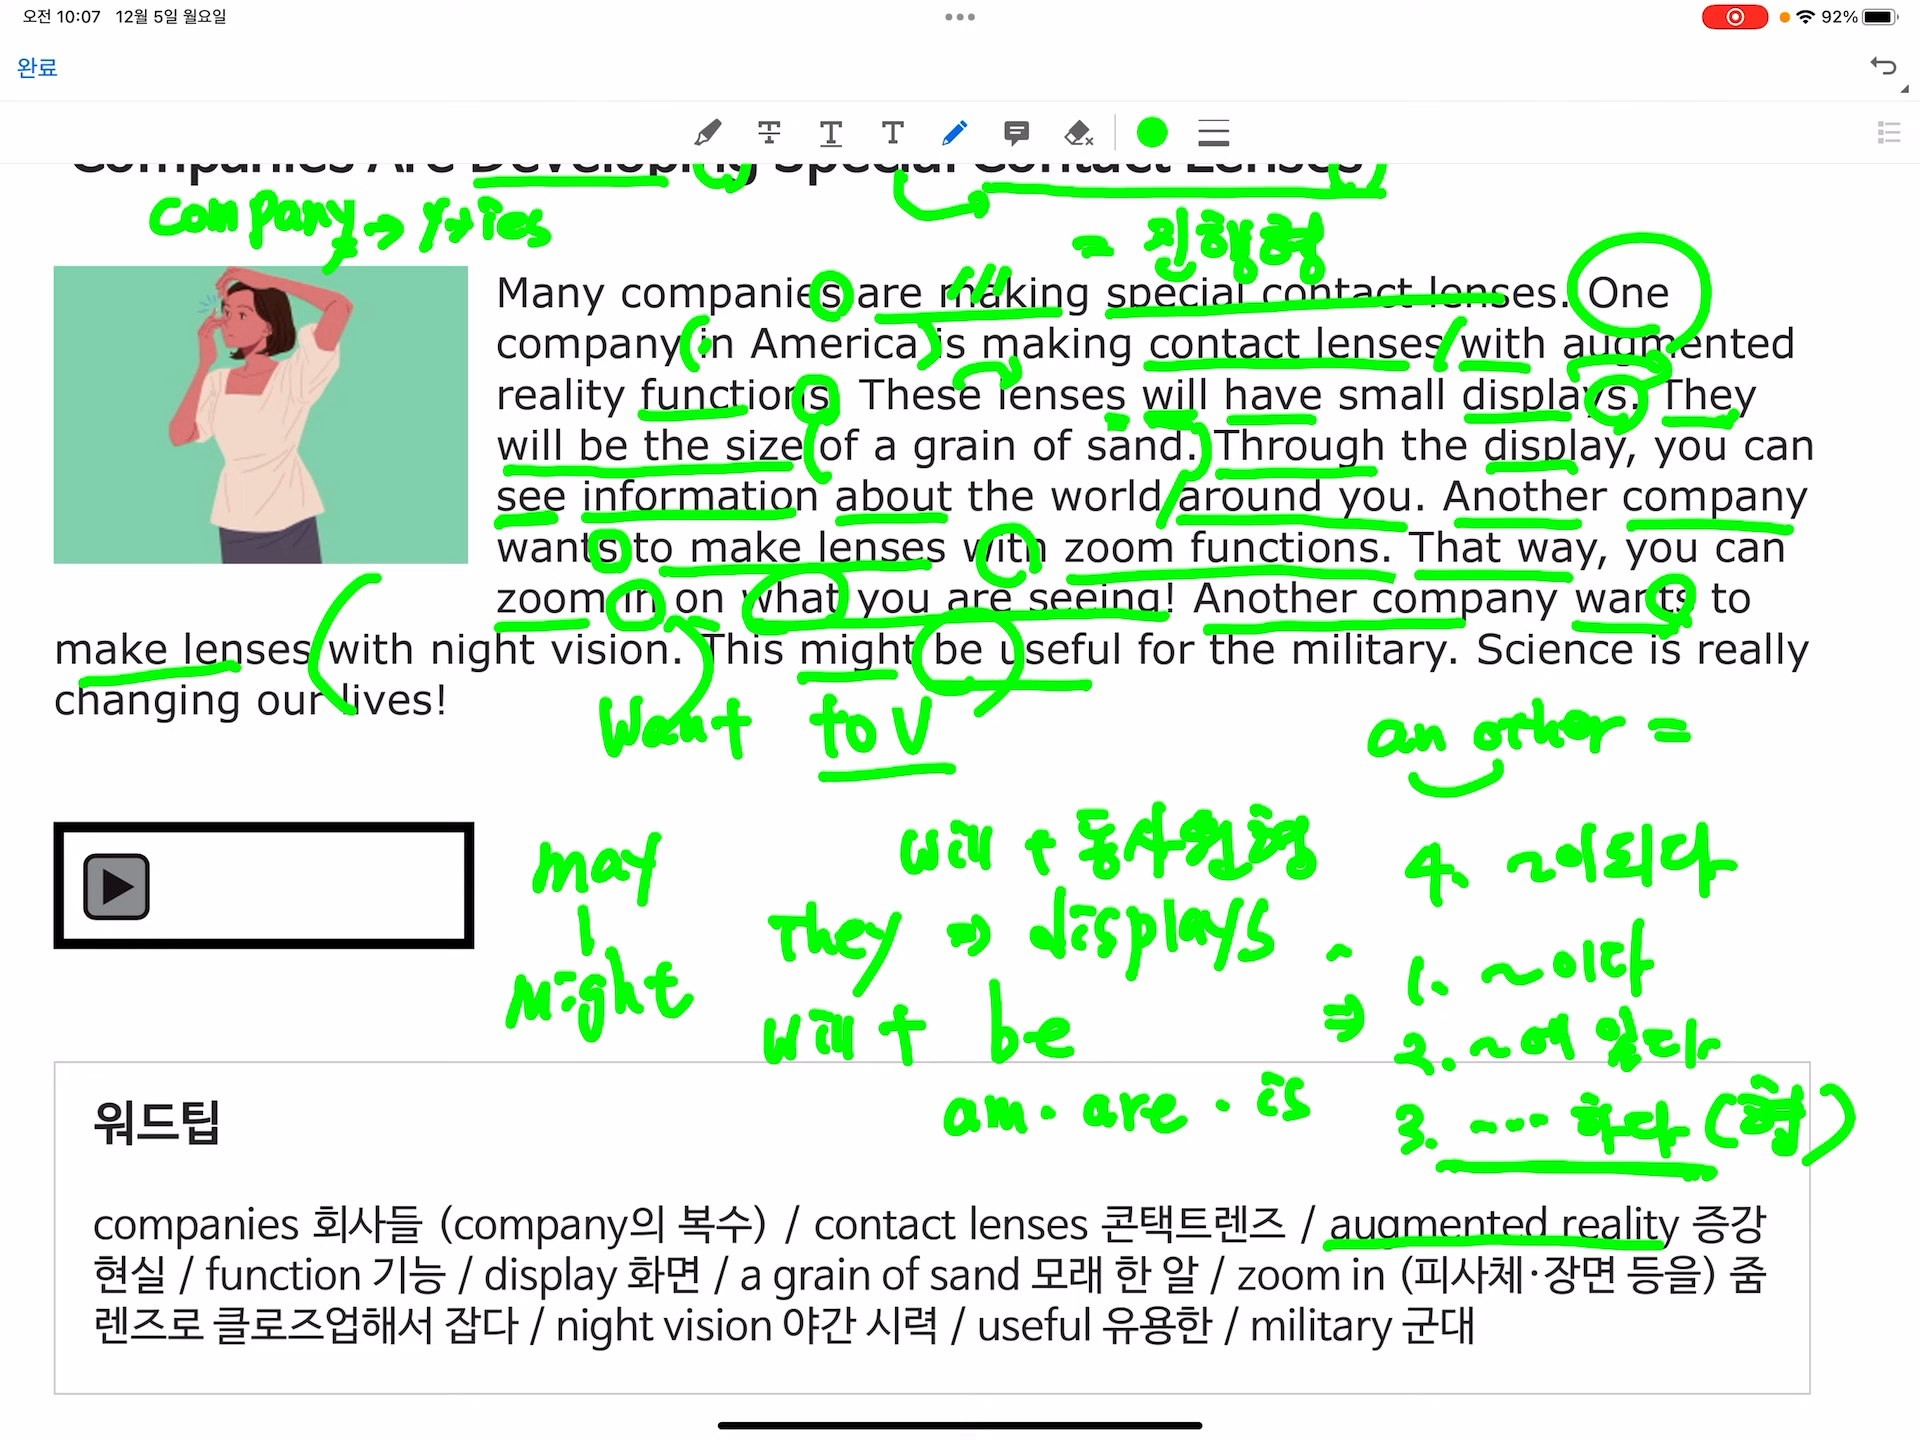 오전 10:07 12월 5일 월요일
92%
완료
Companies Are Developing Special Contact Lenses
company → y→ies
= 진행형
Many companies are making special contact lenses. One
company in America is making contact lenses with augmented
reality functions. These lenses will have small displays. They
will be the size of a grain of sand. Through the display, you can
see information about the world around you. Another company
wants to make lenses with zoom functions. That way, you can
zoom in on what you are seeing! Another company wants to
make lenses with night vision. This might be useful for the military. Science is really
changing our lives!
want to V
an other =
may
might
will + 동사원형
They ⇒ displays
will + be
am · are · is
⇒
4. ~이되다
1. ~이다
2. ~에 있다
3. --- 하다 (형)
워드팁
companies 회사들 (company의 복수) / contact lenses 콘택트렌즈 / augmented reality 증강
현실 / function 기능 / display 화면 / a grain of sand 모래 한 알 / zoom in (피사체·장면 등을) 줌
렌즈로 클로즈업해서 잡다 / night vision 야간 시력 / useful 유용한 / military 군대